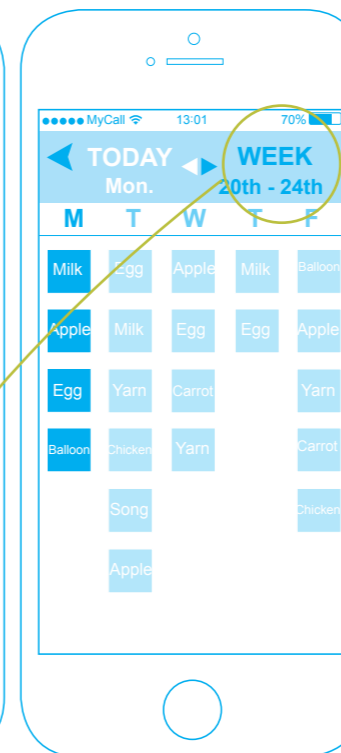 MyCall 13:01 70%
TODAY WEEK
Mon. 20th - 24th
M T W T F
Milk Egg Apple Milk Balloon
Apple Milk Egg Egg Apple
Egg Yarn Carrot Yarn
Balloon Chicken Yarn Carrot
Song Chicken
Apple